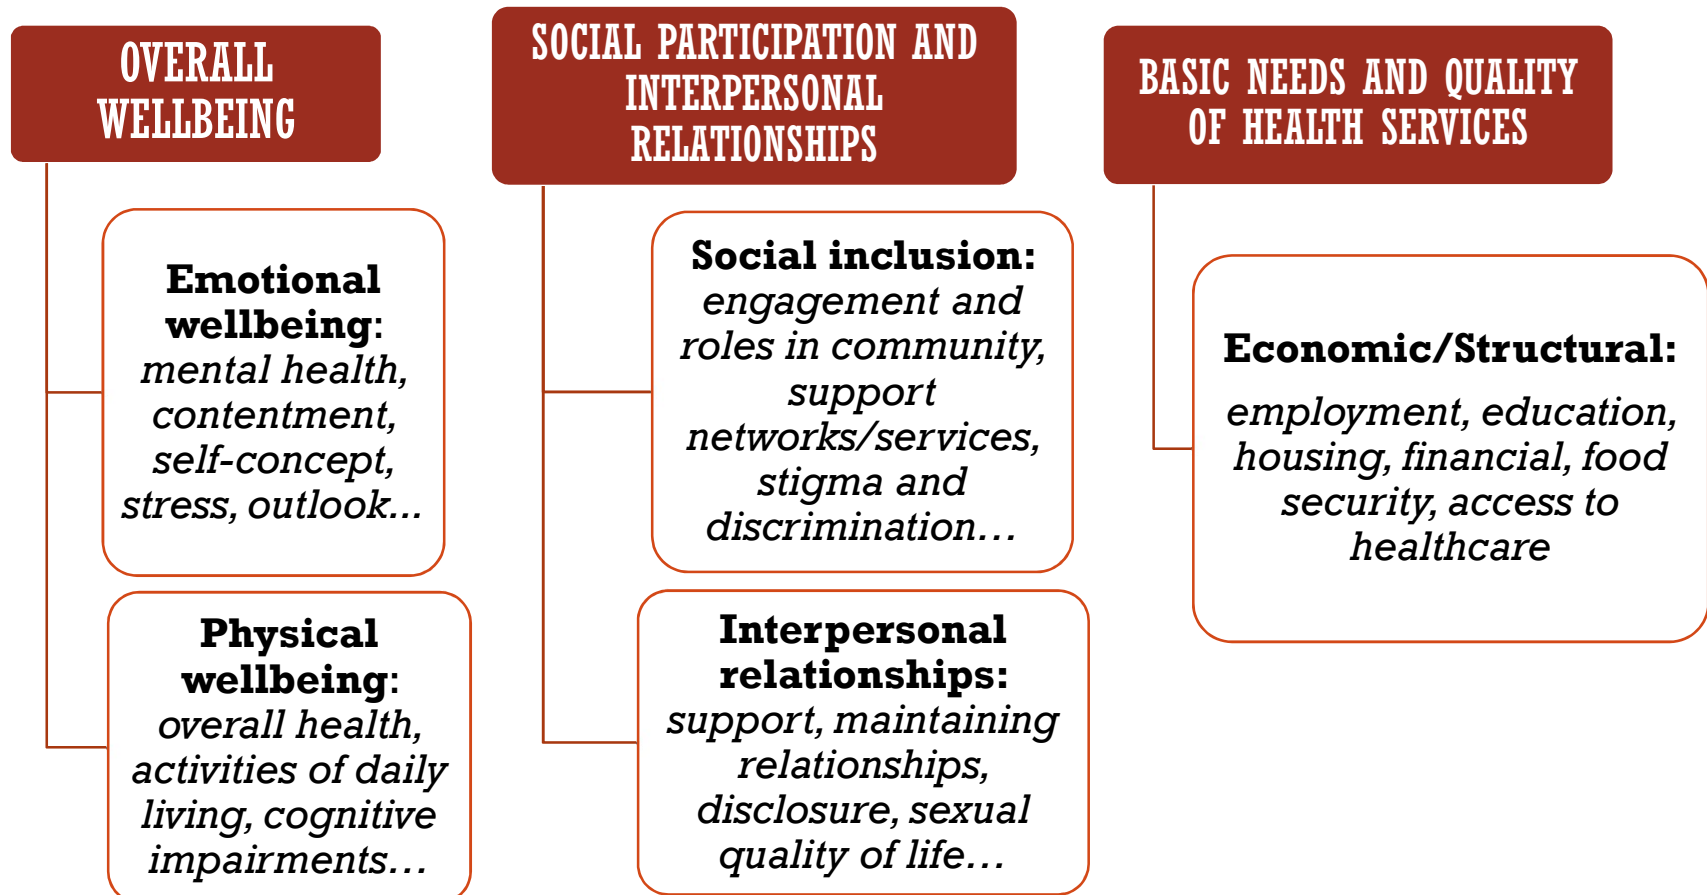 OVERALL
WELLBEING
Emotional
wellbeing:
mental health,
contentment,
self-concept,
stress, outlook...
Physical
wellbeing:
overall health,
activities of daily
living, cognitive
impairments…
SOCIAL PARTICIPATION AND
INTERPERSONAL
RELATIONSHIPS
Social inclusion:
engagement and
roles in community,
support
networks/services,
stigma and
discrimination…
Interpersonal
relationships:
support, maintaining
relationships,
disclosure, sexual
quality of life…
BASIC NEEDS AND QUALITY
OF HEALTH SERVICES
Economic/Structural:
employment, education,
housing, financial, food
security, access to
healthcare